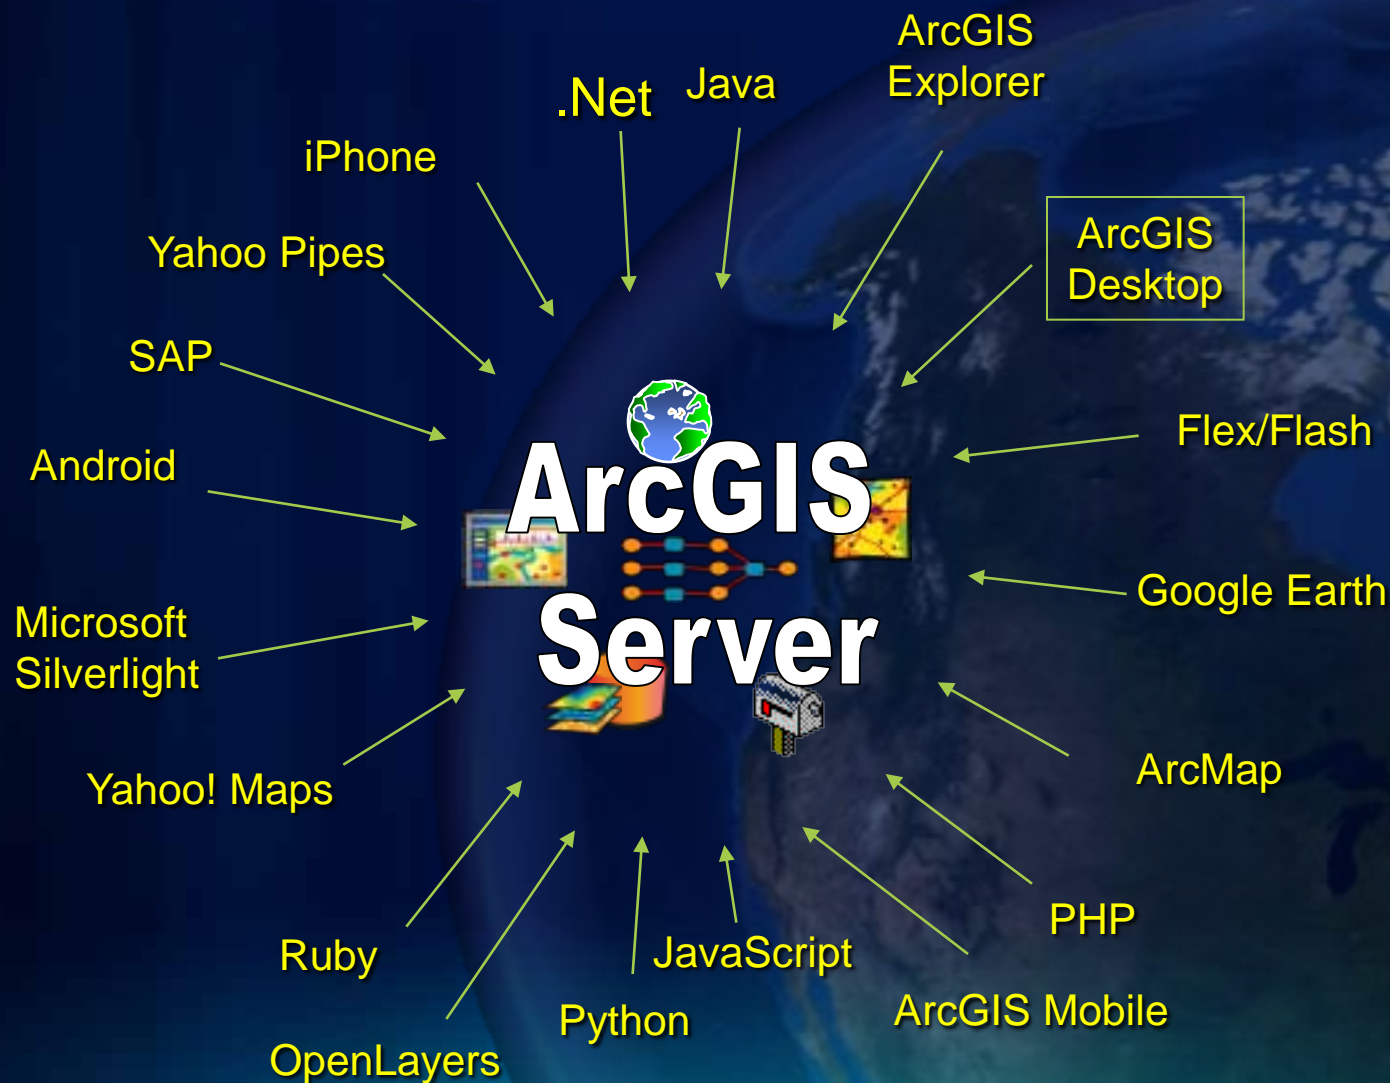 ArcGIS
Explorer
.Net
Java
iPhone
ArcGIS
Desktop
Yahoo Pipes
SAP
Flex/Flash
Android
ArcGIS
Server
Google Earth
Microsoft
Silverlight
Yahoo! Maps
ArcMap
PHP
Ruby
JavaScript
ArcGIS Mobile
Python
OpenLayers